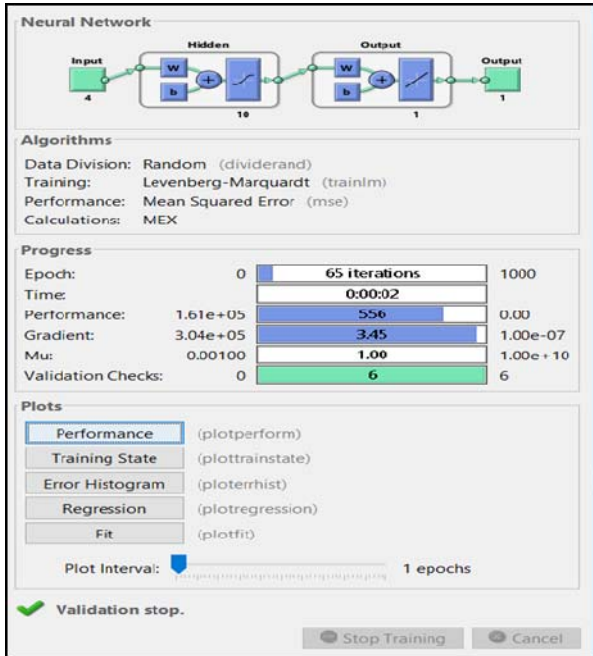 Neural Network
Hidden
Output
Input
Output
W
b
W
b
4
10
1
1
Algorithms
Data Division: Random (dividerand)
Training: Levenberg-Marquardt (trainlm)
Performance: Mean Squared Error (mse)
Calculations: MEX
Progress
Epoch: 0 65 iterations 1000
Time: 0:00:02
Performance: 1.61e+05 556 0.00
Gradient: 3.04e+05 3.45 1.00e-07
Mu: 0.00100 1.00 1.00e+10
Validation Checks: 0 6 6
Plots
Performance (plotperform)
Training State (plottrainstate)
Error Histogram (ploterrhist)
Regression (plotregression)
Fit (plotfit)
Plot Interval: 1 epochs
Validation stop.
Stop Training Cancel